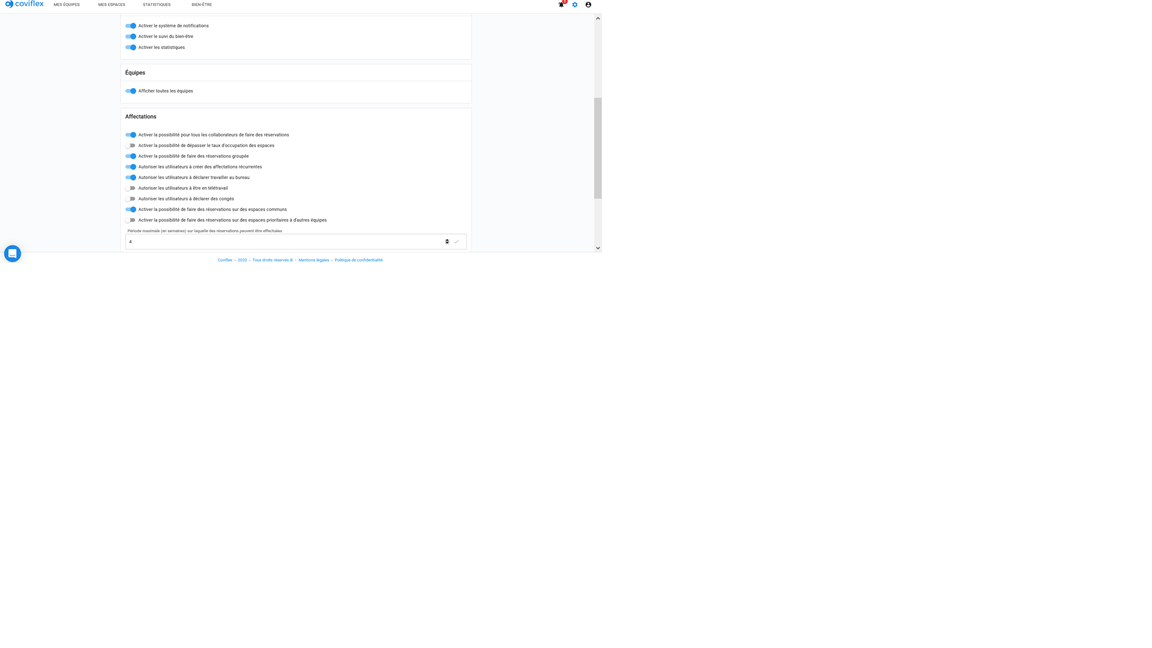 coviflex MES ÉQUIPES MES ESPACES STATISTIQUES BIEN-ÊTRE
Activer le système de notifications
Activer le suivi du bien-être
Activer les statistiques
Équipes
Afficher toutes les équipes
Affectations
Activer la possibilité pour tous les collaborateurs de faire des réservations
Activer la possibilité de dépasser le taux d'occupation des espaces
Activer la possibilité de faire des réservations groupée
Autoriser les utilisateurs à créer des affectations récurrentes
Autoriser les utilisateurs à déclarer travailler au bureau
Autoriser les utilisateurs à être en télétravail
Autoriser les utilisateurs à déclarer des congés
Activer la possibilité de faire des réservations sur des espaces communs
Activer la possibilité de faire des réservations sur des espaces prioritaires à d'autres équipes
Période maximale (en semaines) sur laquelle des réservations peuvent être effectuées
4
Coviflex - 2020 - Tous droits réservés © - Mentions légales - Politique de confidentialité